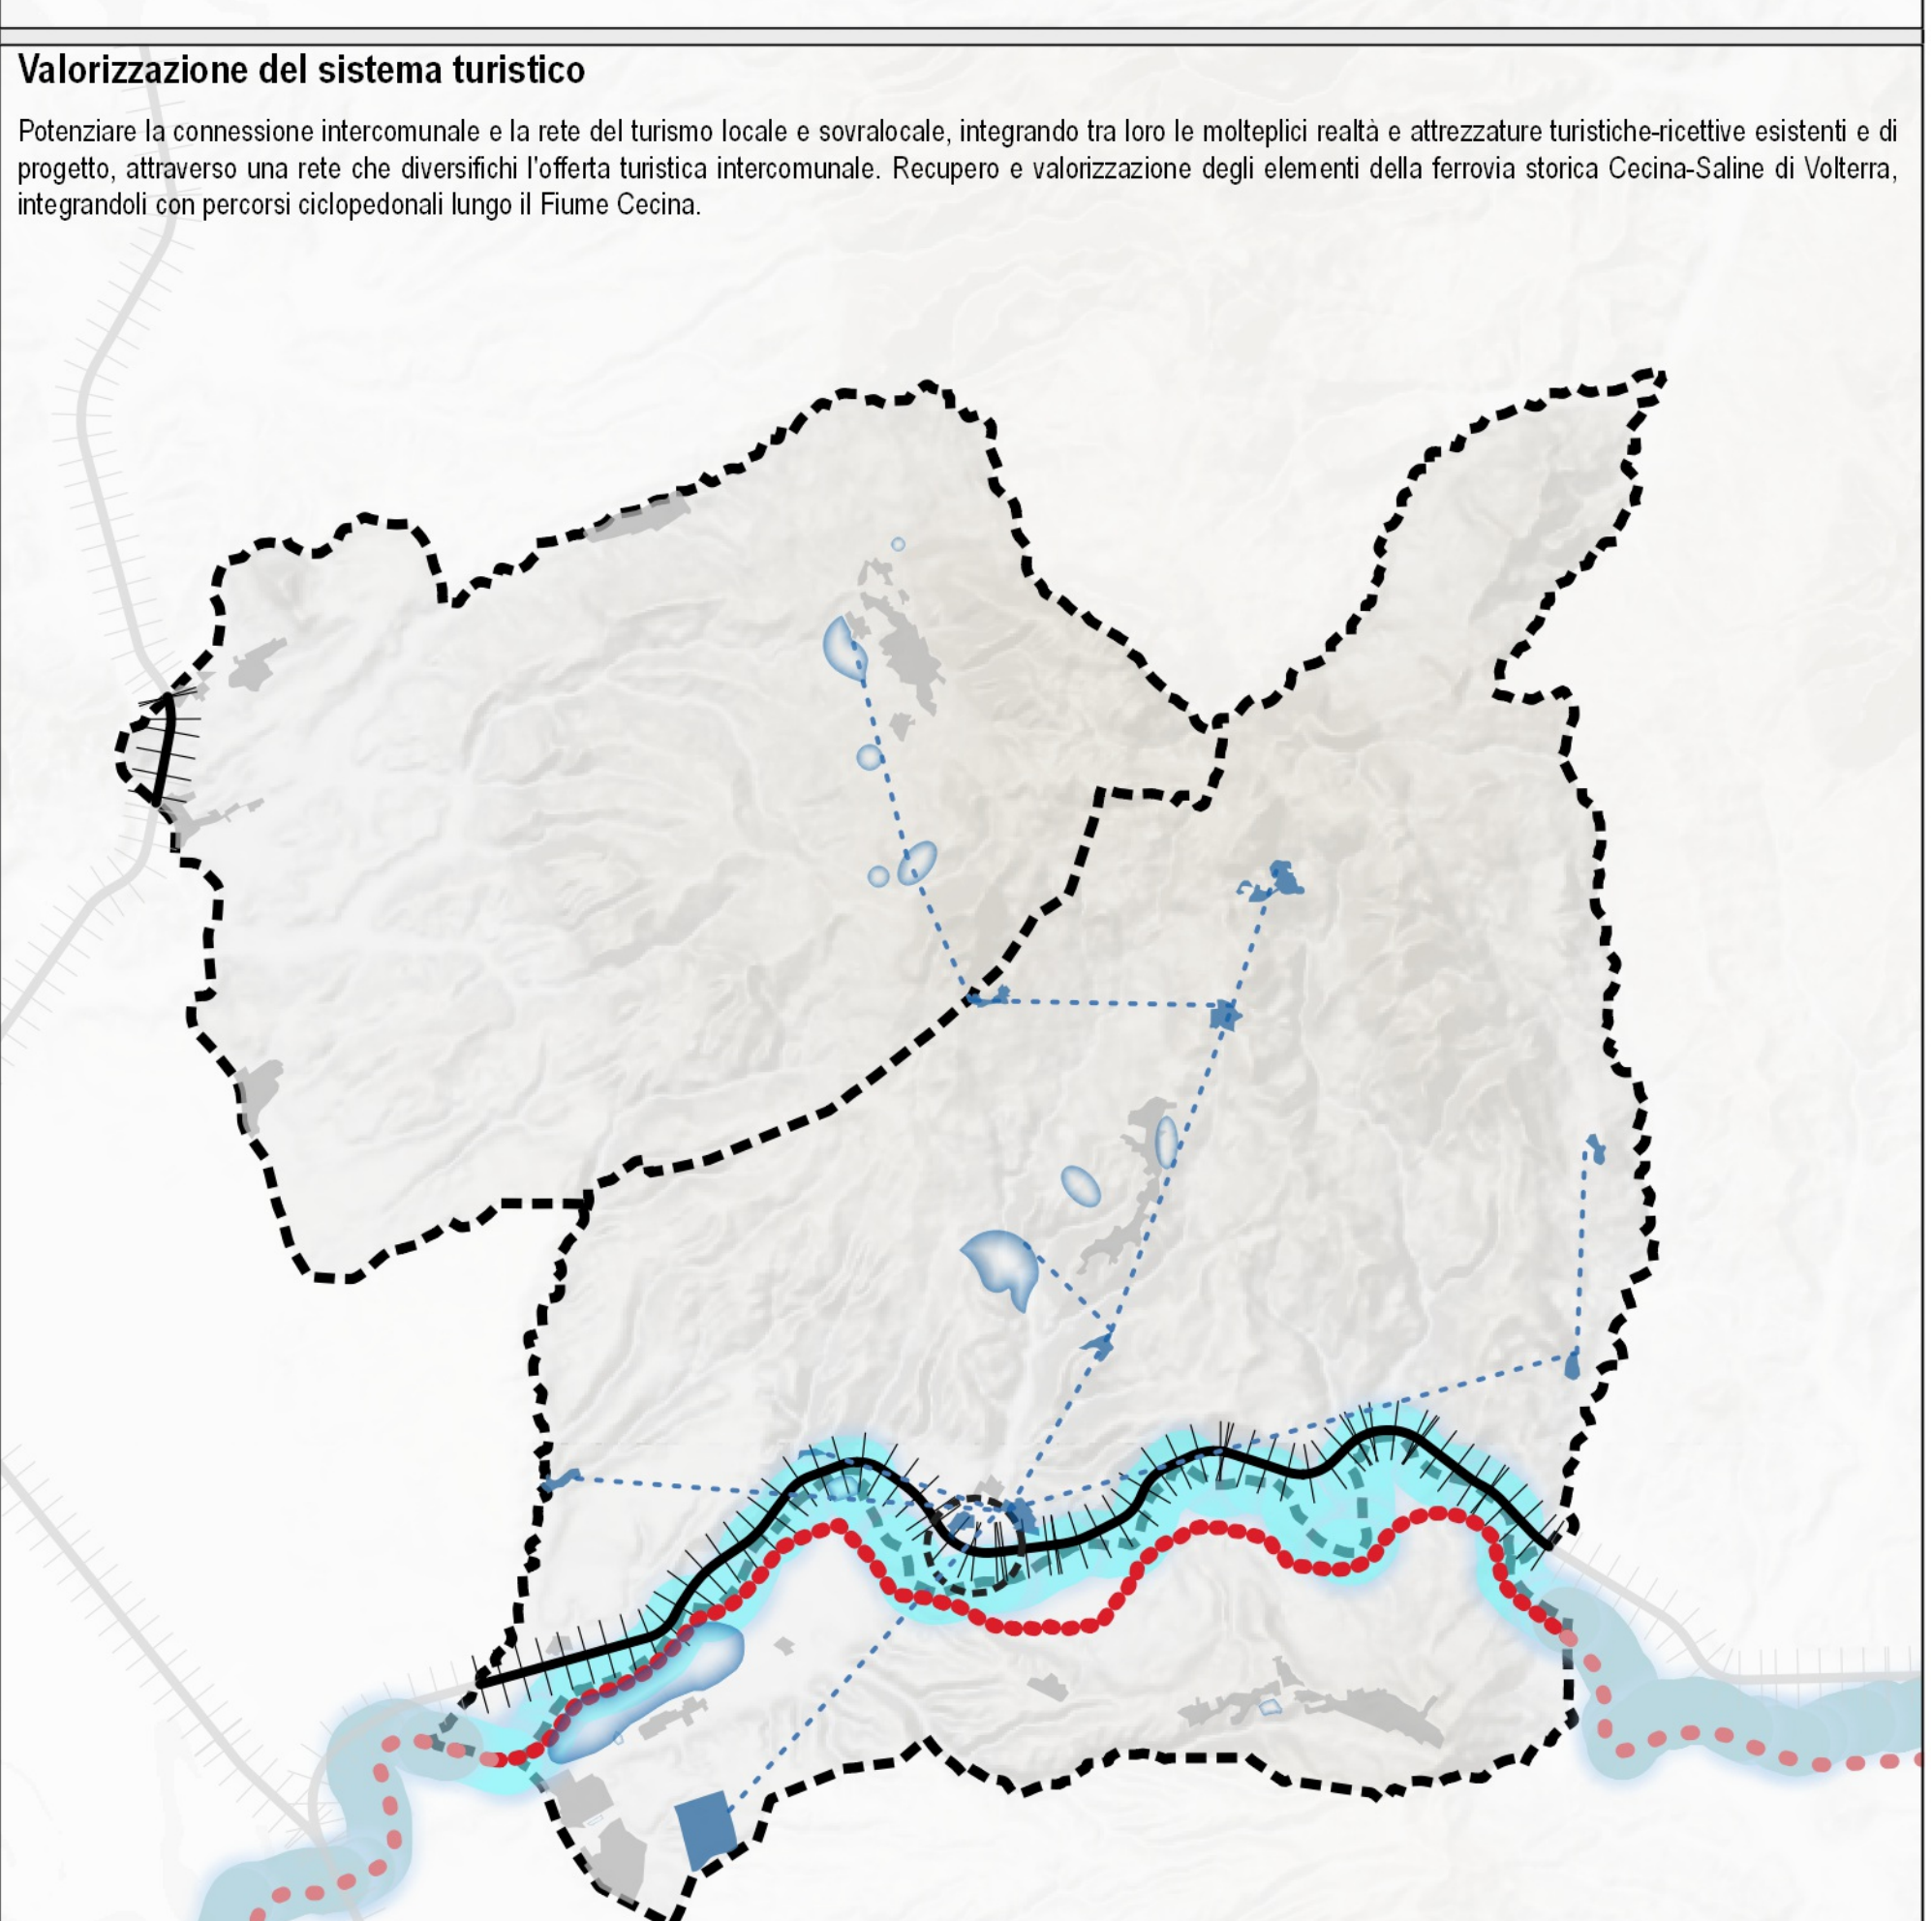 Valorizzazione del sistema turistico
Potenziare la connessione intercomunale e la rete del turismo locale e sovralocale, integrando tra loro le molteplici realtà e attrezzature turistiche-ricettive esistenti e di
progetto, attraverso una rete che diversifichi l'offerta turistica intercomunale. Recupero e valorizzazione degli elementi della ferrovia storica Cecina-Saline di Volterra,
integrandoli con percorsi ciclopedonali lungo il Fiume Cecina.